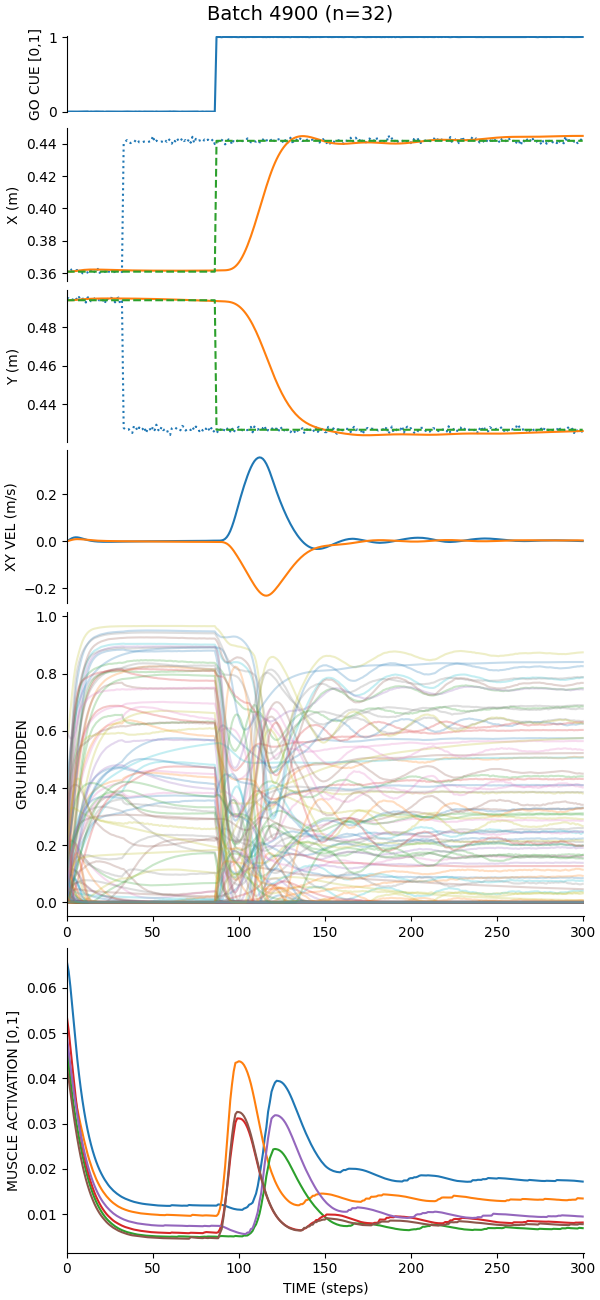 Batch 4900 (n=32)
GO CUE [0,1]
1
0
X (m)
0.44
0.42
0.40
0.38
0.36
Y (m)
0.48
0.46
0.44
XY VEL (m/s)
0.2
0.0
−0.2
GRU HIDDEN
1.0
0.8
0.6
0.4
0.2
0.0
0 50 100 150 200 250 300
MUSCLE ACTIVATION [0,1]
0.06
0.05
0.04
0.03
0.02
0.01
0 50 100 150 200 250 300
TIME (steps)